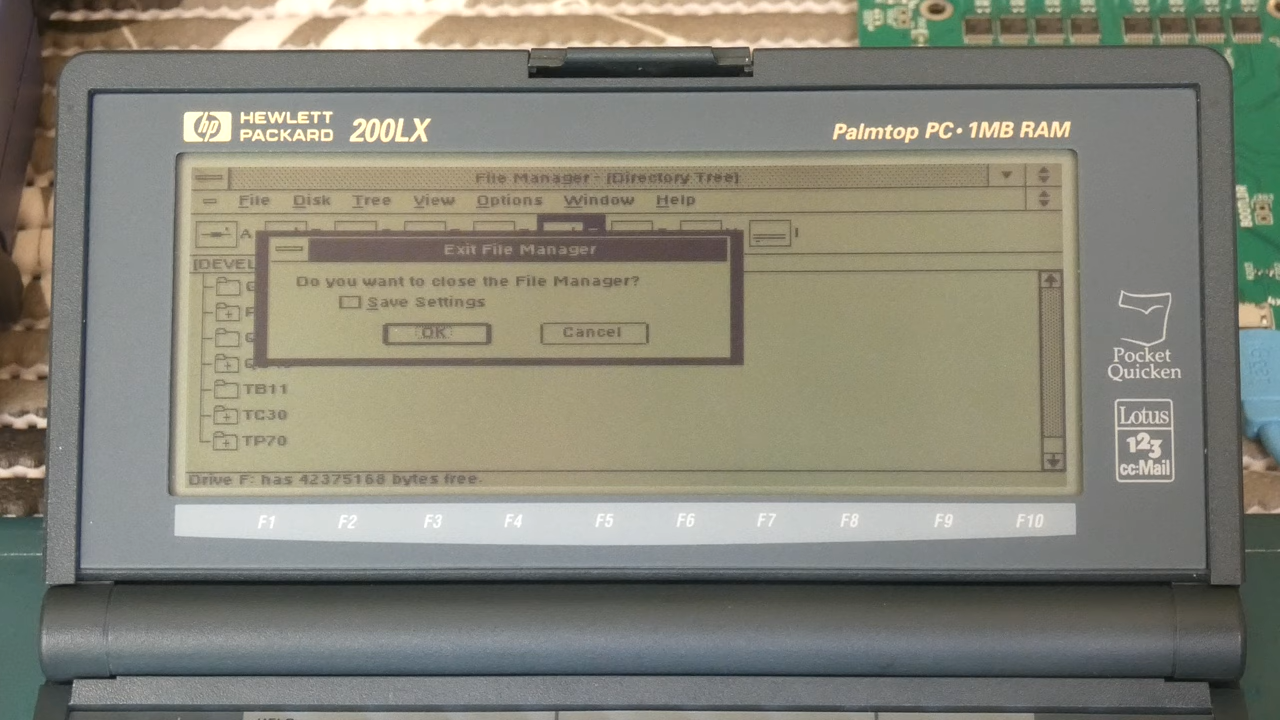 hp HEWLETT PACKARD 200LX
Palmtop PC • 1MB RAM
File Manager - [Directory Tree]
File Disk Tree View Options Window Help
A
I
[DEVEL
Exit File Manager
Do you want to close the File Manager?
Save Settings
OK Cancel
TB11
TC30
TP70
Drive F: has 42375168 bytes free.
Pocket
Quicken
Lotus
123
cc:Mail
F1 F2 F3 F4 F5 F6 F7 F8 F9 F10